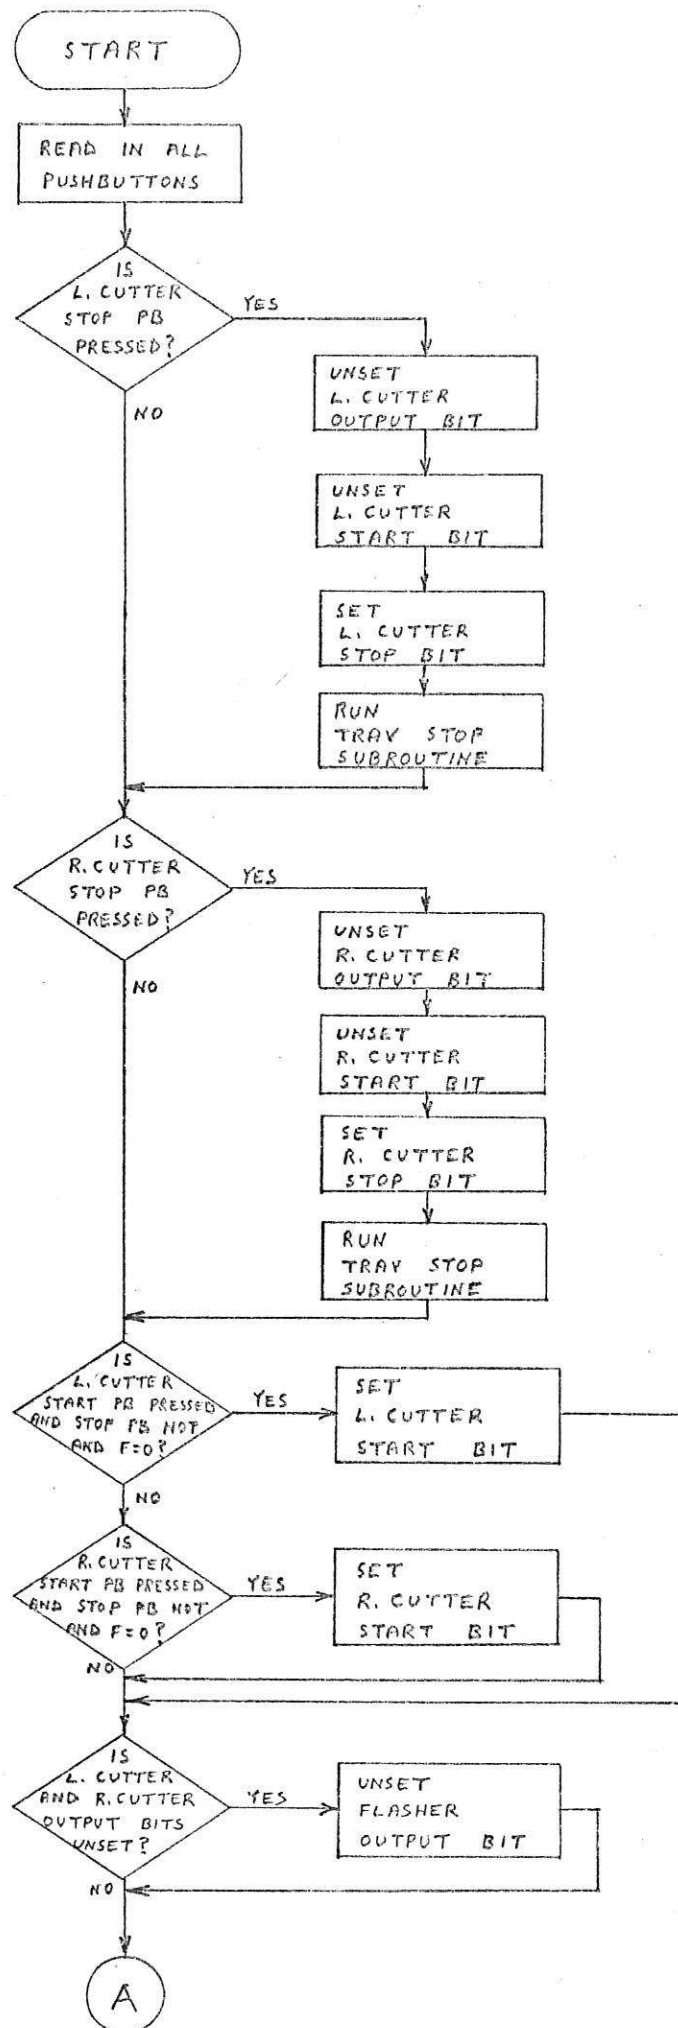 START
READ IN ALL
PUSHBUTTONS
IS
L. CUTTER
STOP PB
PRESSED?
YES
NO
UNSET
L. CUTTER
OUTPUT BIT
UNSET
L. CUTTER
START BIT
SET
L. CUTTER
STOP BIT
RUN
TRAV STOP
SUBROUTINE
IS
R. CUTTER
STOP PB
PRESSED?
YES
NO
UNSET
R. CUTTER
OUTPUT BIT
UNSET
R. CUTTER
START BIT
SET
R. CUTTER
STOP BIT
RUN
TRAV STOP
SUBROUTINE
IS
L. CUTTER
START PB PRESSED
AND STOP PB NOT
AND F=0?
YES
SET
L. CUTTER
START BIT
NO
IS
R. CUTTER
START PB PRESSED
AND STOP PB NOT
AND F=0?
YES
SET
R. CUTTER
START BIT
NO
IS
L. CUTTER
AND R. CUTTER
OUTPUT BITS
UNSET?
YES
UNSET
FLASHER
OUTPUT BIT
NO
A